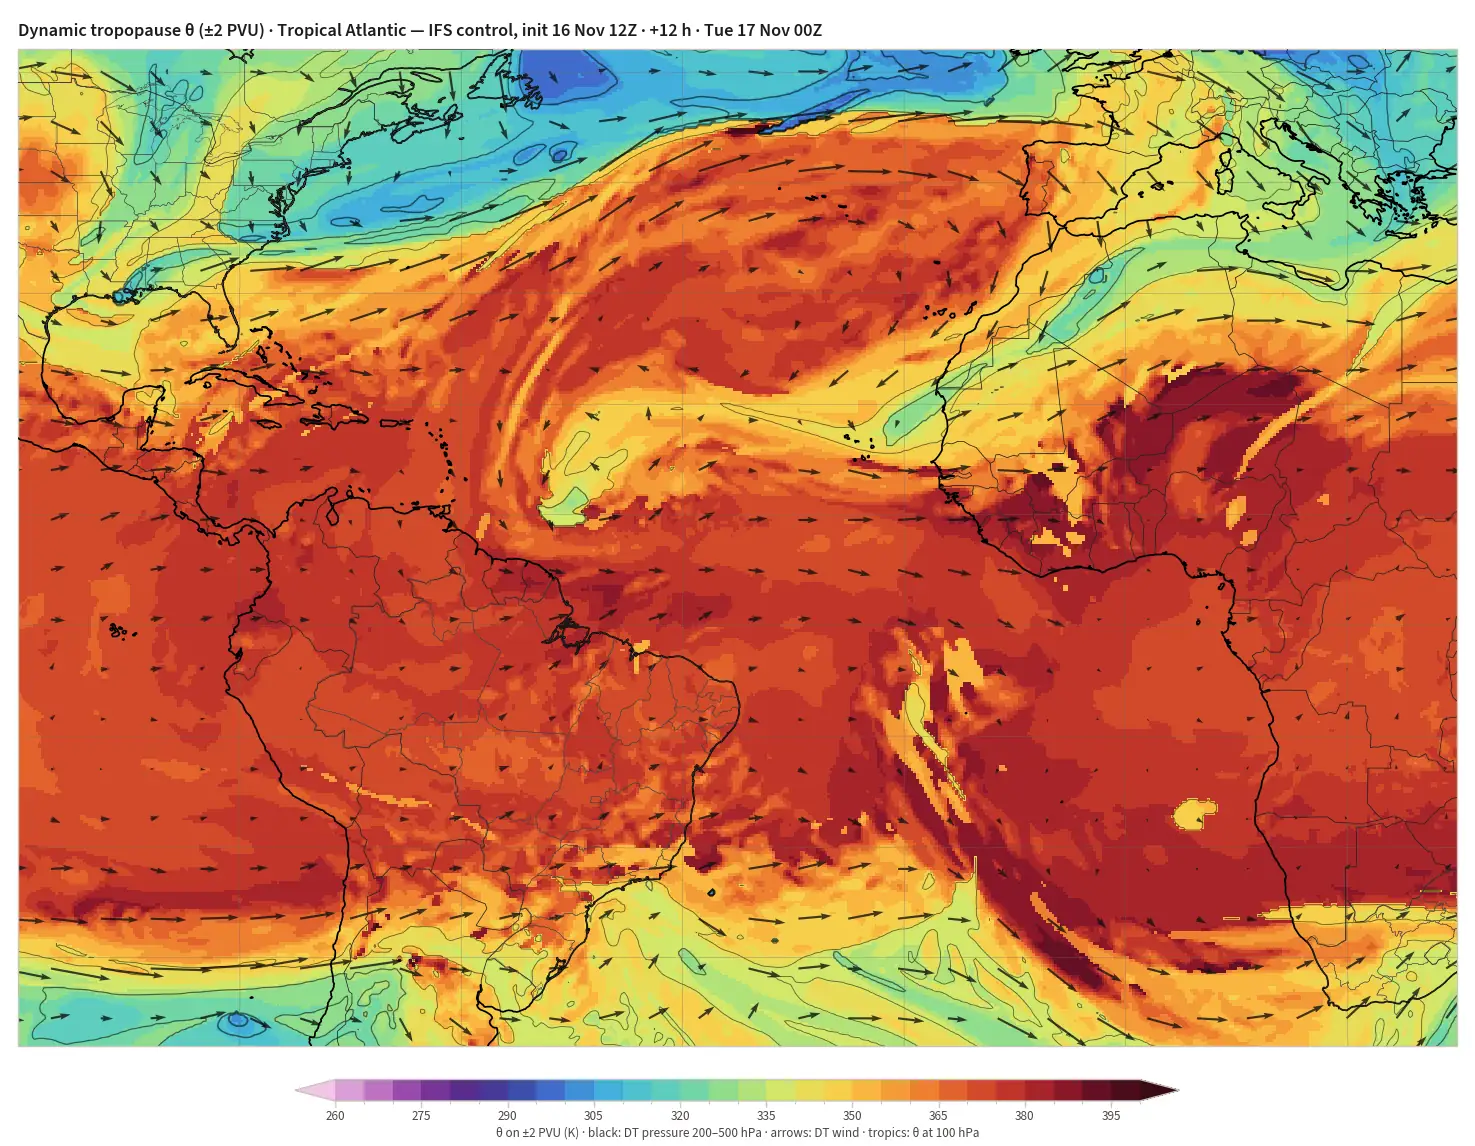 Dynamic tropopause θ (±2 PVU) · Tropical Atlantic — IFS control, init 16 Nov 12Z · +12 h · Tue 17 Nov 00Z
260 275 290 305 320 335 350 365 380 395
θ on ±2 PVU (K) · black: DT pressure 200–500 hPa · arrows: DT wind · tropics: θ at 100 hPa